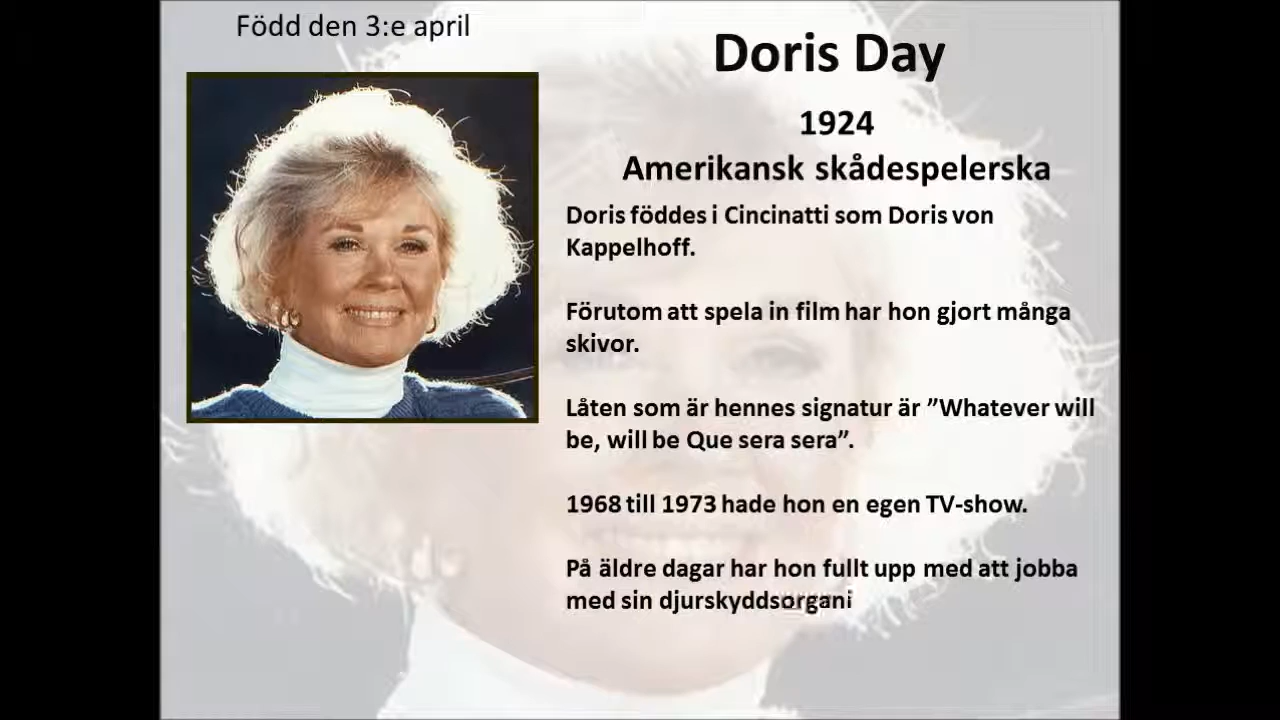 Född den 3:e april
Doris Day
1924
Amerikansk skådespelerska
Doris föddes i Cincinatti som Doris von
Kappelhoff.
Förutom att spela in film har hon gjort många
skivor.
Låten som är hennes signatur är ”Whatever will
be, will be Que sera sera”.
1968 till 1973 hade hon en egen TV-show.
På äldre dagar har hon fullt upp med att jobba
med sin djurskyddsorgani